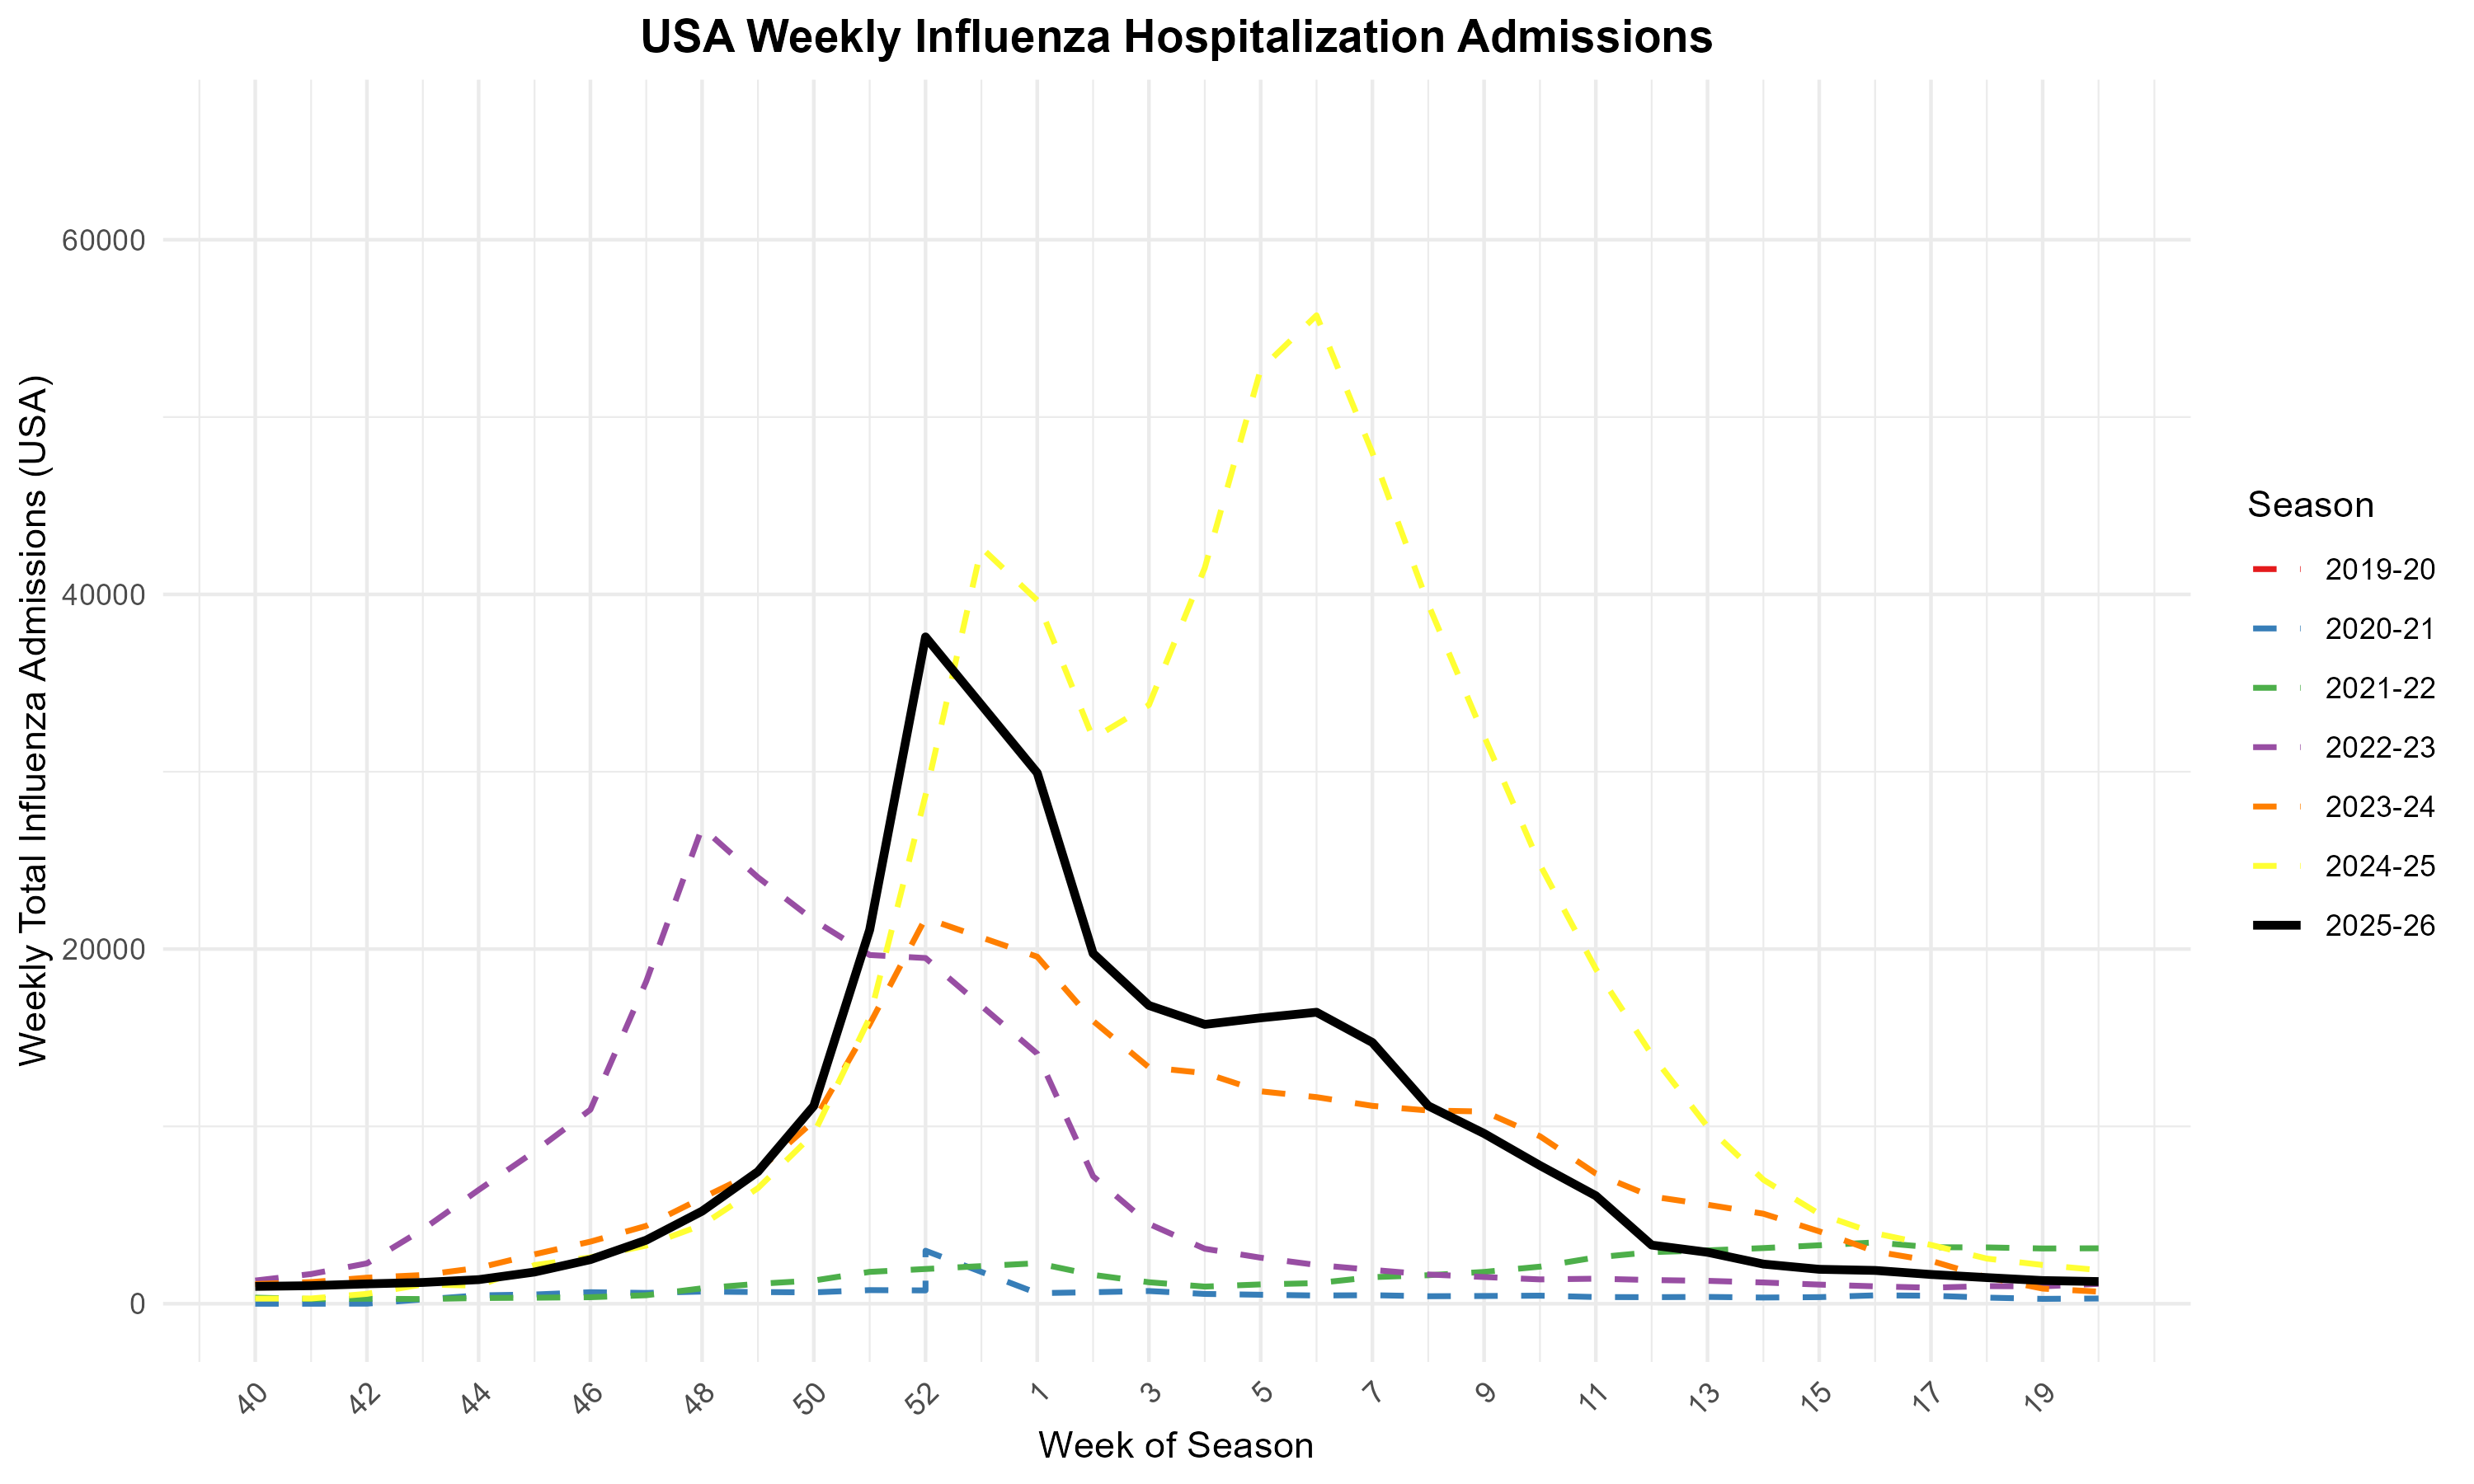 USA Weekly Influenza Hospitalization Admissions
Weekly Total Influenza Admissions (USA)
60000
40000
20000
0
40 42 44 46 48 50 52 1 3 5 7 9 11 13 15 17 19
Week of Season
Season
2019-20
2020-21
2021-22
2022-23
2023-24
2024-25
2025-26